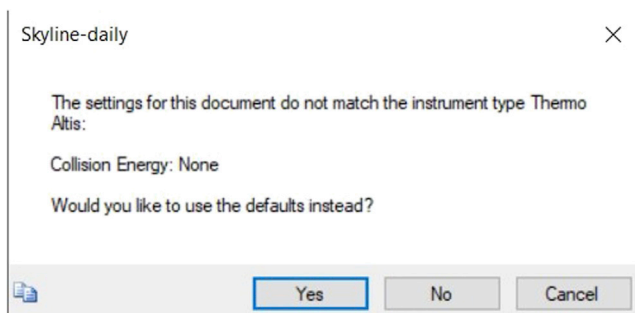 Skyline-daily
The settings for this document do not match the instrument type Thermo
Altis:
Collision Energy: None
Would you like to use the defaults instead?
Yes No Cancel